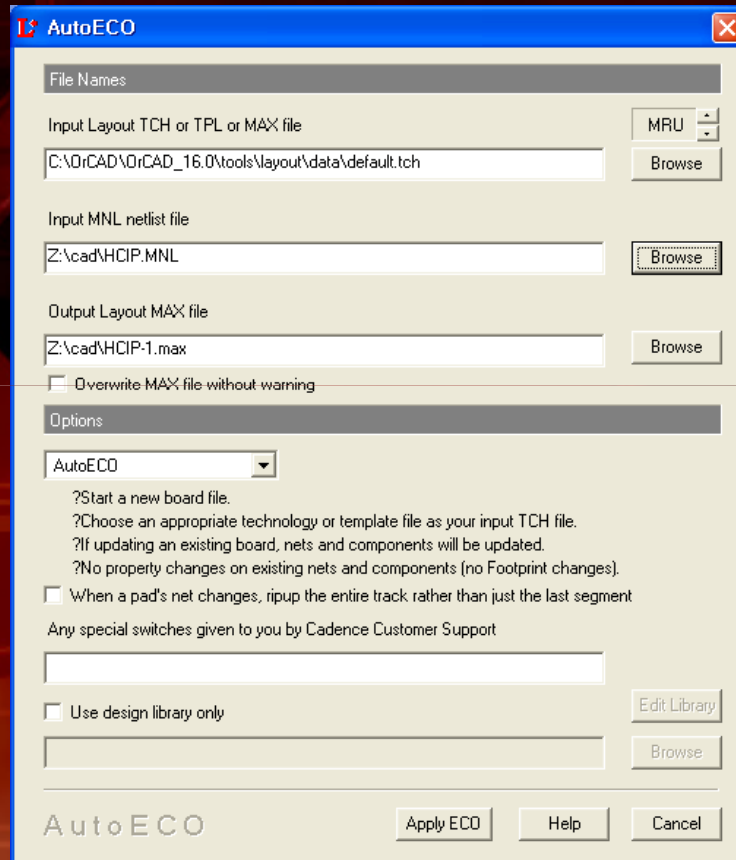 AutoECO
File Names
Input Layout TCH or TPL or MAX file
MRU
C:\OrCAD\OrCAD_16.0\tools\layout\data\default.tch
Browse
Input MNL netlist file
Z:\cad\HCIP.MNL
Browse
Output Layout MAX file
Z:\cad\HCIP-1.max
Browse
Overwrite MAX file without warning
Options
AutoECO
?Start a new board file.
?Choose an appropriate technology or template file as your input TCH file.
?If updating an existing board, nets and components will be updated.
?No property changes on existing nets and components (no Footprint changes).
When a pad's net changes, ripup the entire track rather than just the last segment
Any special switches given to you by Cadence Customer Support
Use design library only
Edit Library
Browse
AutoECO
Apply ECO
Help
Cancel